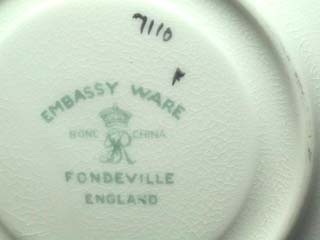 7110
EMBASSY WARE
BONE CHINA
FONDEVILLE
ENGLAND